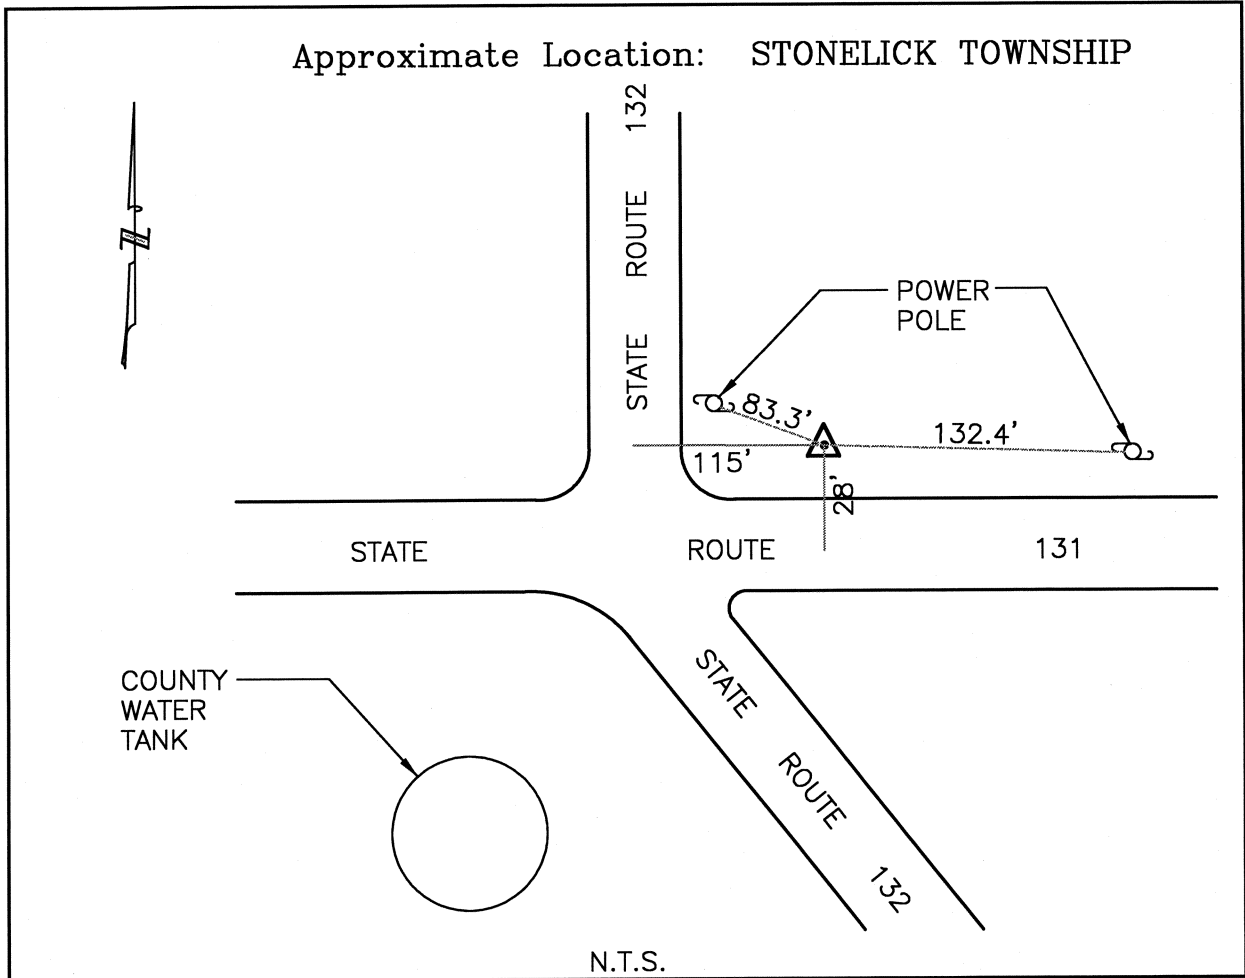 Approximate Location: STONELICK TOWNSHIP
STATE ROUTE 132
N
POWER
POLE
83.3'
132.4'
115'
28'
STATE ROUTE 131
COUNTY
WATER
TANK
STATE ROUTE 132
N.T.S.